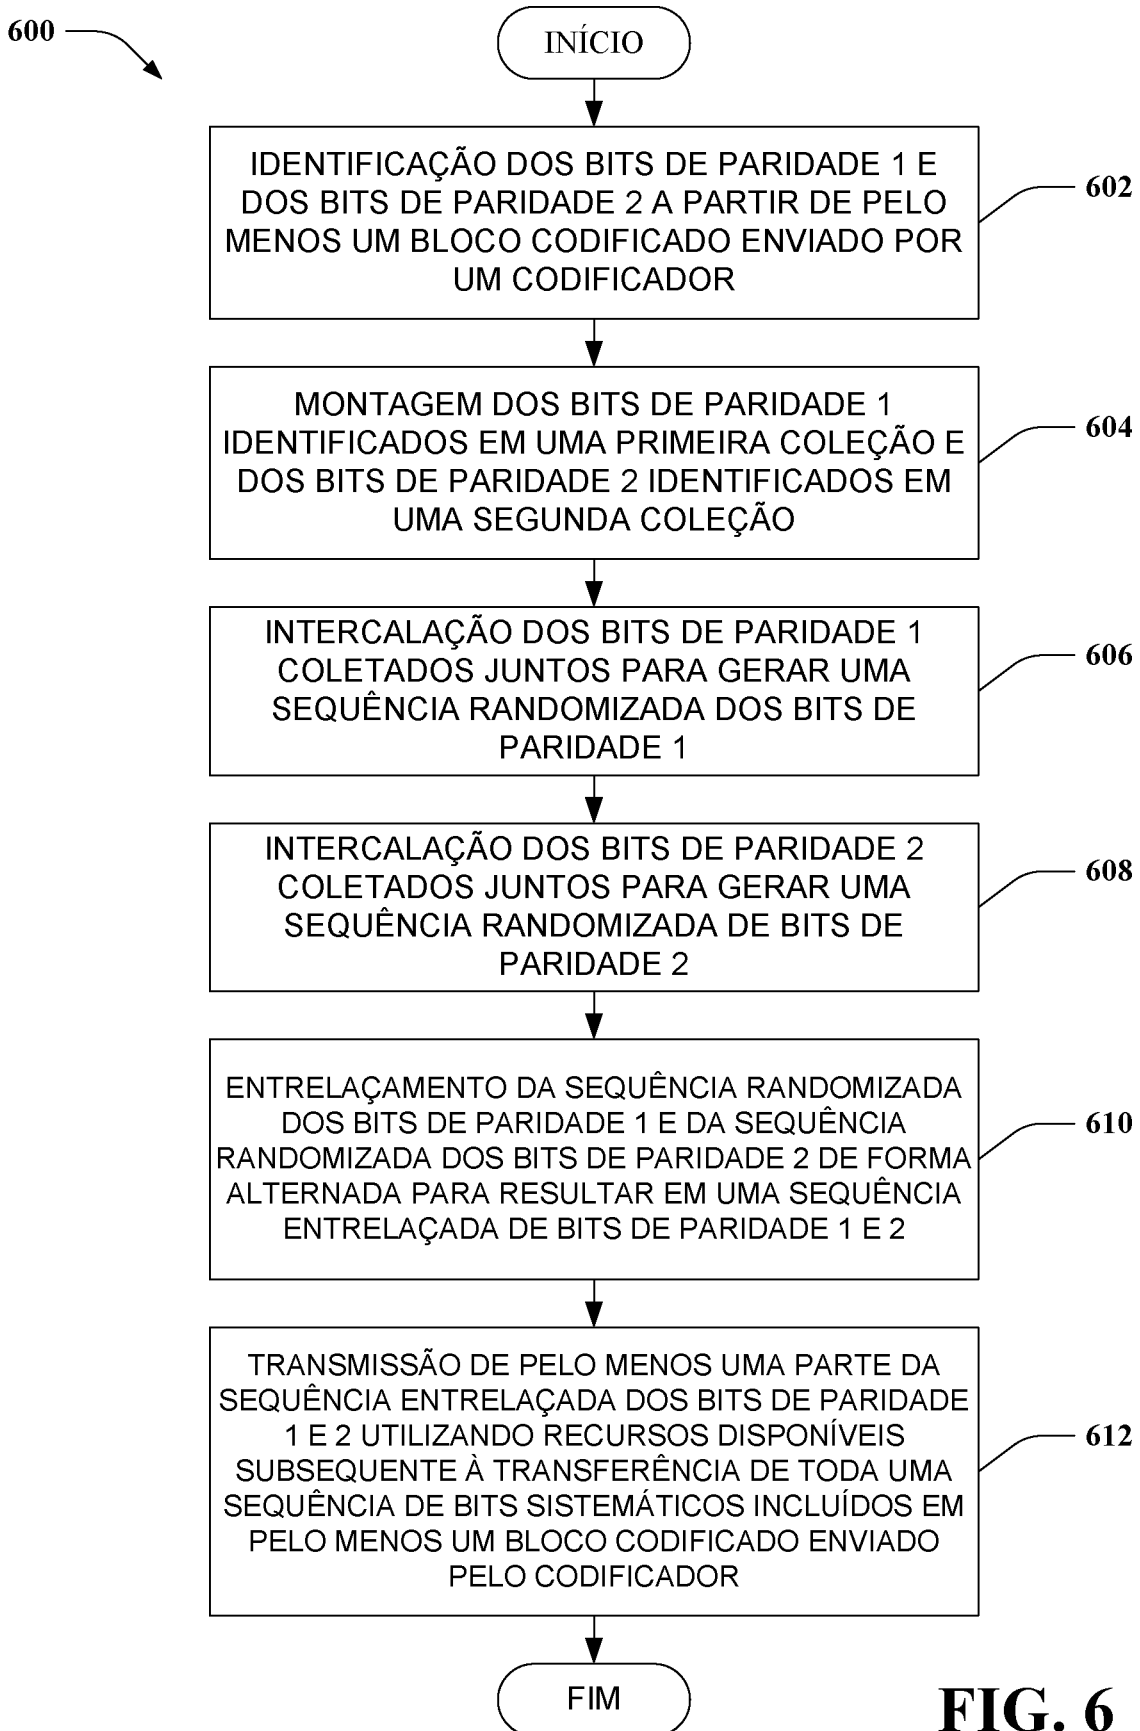 600
INÍCIO
IDENTIFICAÇÃO DOS BITS DE PARIDADE 1 E
DOS BITS DE PARIDADE 2 A PARTIR DE PELO
MENOS UM BLOCO CODIFICADO ENVIADO POR
UM CODIFICADOR
602
MONTAGEM DOS BITS DE PARIDADE 1
IDENTIFICADOS EM UMA PRIMEIRA COLEÇÃO E
DOS BITS DE PARIDADE 2 IDENTIFICADOS EM
UMA SEGUNDA COLEÇÃO
604
INTERCALAÇÃO DOS BITS DE PARIDADE 1
COLETADOS JUNTOS PARA GERAR UMA
SEQUÊNCIA RANDOMIZADA DOS BITS DE
PARIDADE 1
606
INTERCALAÇÃO DOS BITS DE PARIDADE 2
COLETADOS JUNTOS PARA GERAR UMA
SEQUÊNCIA RANDOMIZADA DE BITS DE
PARIDADE 2
608
ENTRELAÇAMENTO DA SEQUÊNCIA RANDOMIZADA
DOS BITS DE PARIDADE 1 E DA SEQUÊNCIA
RANDOMIZADA DOS BITS DE PARIDADE 2 DE FORMA
ALTERNADA PARA RESULTAR EM UMA SEQUÊNCIA
ENTRELAÇADA DE BITS DE PARIDADE 1 E 2
610
TRANSMISSÃO DE PELO MENOS UMA PARTE DA
SEQUÊNCIA ENTRELAÇADA DOS BITS DE PARIDADE
1 E 2 UTILIZANDO RECURSOS DISPONÍVEIS
SUBSEQUENTE À TRANSFERÊNCIA DE TODA UMA
SEQUÊNCIA DE BITS SISTEMÁTICOS INCLUÍDOS EM
PELO MENOS UM BLOCO CODIFICADO ENVIADO
PELO CODIFICADOR
612
FIM
FIG. 6